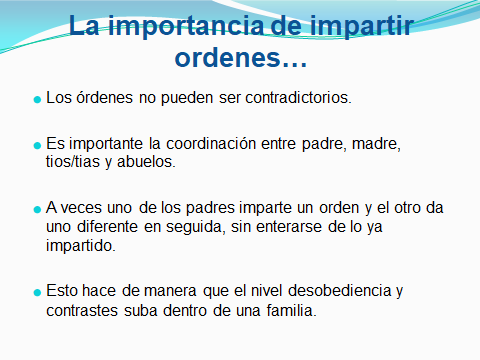 La importancia de impartir
ordenes…
Los órdenes no pueden ser contradictorios.
Es importante la coordinación entre padre, madre,
tios/tias y abuelos.
A veces uno de los padres imparte un orden y el otro da
uno diferente en seguida, sin enterarse de lo ya
impartido.
Esto hace de manera que el nivel desobediencia y
contrastes suba dentro de una familia.